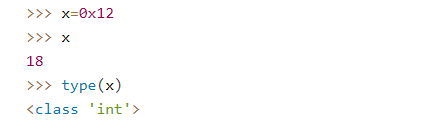 >>> x=0x12
>>> x
18
>>> type(x)
<class 'int'>